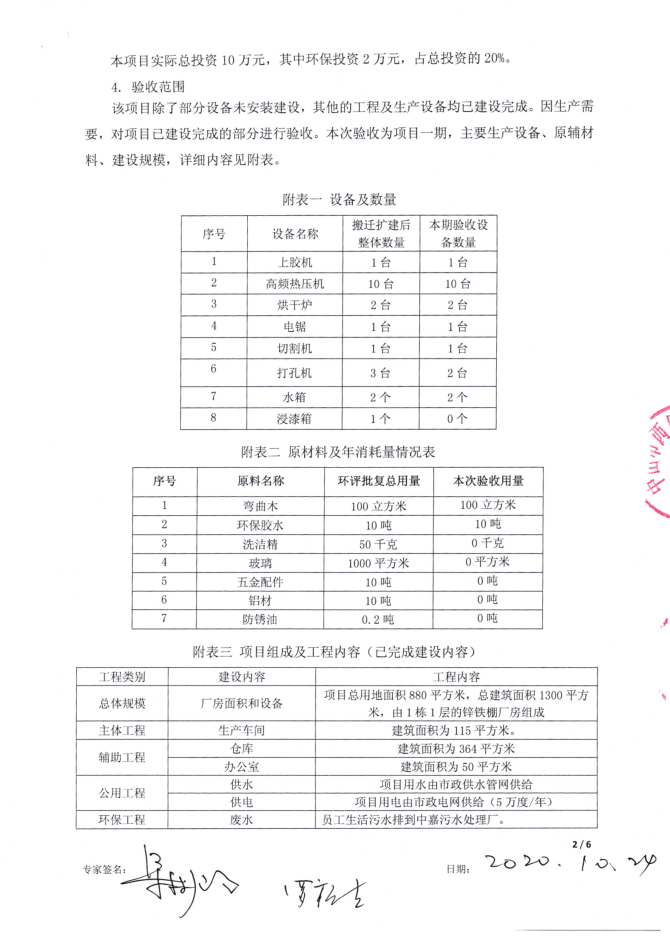 本项目实际总投资 10 万元，其中环保投资 2 万元，占总投资的 20%。
4. 验收范围
该项目除了部分设备未安装建设，其他的工程及生产设备均已建设完成。因生产需
要，对项目已建设完成的部分进行验收。本次验收为项目一期，主要生产设备、原辅材
料、建设规模，详细内容见附表。
附表一 设备及数量
序号 设备名称 搬迁扩建后整体数量 本期验收设备数量
1 上胶机 1 台 1 台
2 高频热压机 10 台 10 台
3 烘干炉 2 台 2 台
4 电锯 1 台 1 台
5 切割机 1 台 1 台
6 打孔机 3 台 2 台
7 水箱 2 个 2 个
8 浸漆箱 1 个 0 个
附表二 原材料及年消耗量情况表
序号 原料名称 环评批复总用量 本次验收用量
1 弯曲木 100 立方米 100 立方米
2 环保胶水 10 吨 10 吨
3 洗洁精 50 千克 0 千克
4 玻璃 1000 平方米 0 平方米
5 五金配件 10 吨 0 吨
6 铝材 10 吨 0 吨
7 防锈油 0.2 吨 0 吨
附表三 项目组成及工程内容（已完成建设内容）
工程类别 建设内容 工程内容
总体规模 厂房面积和设备 项目总用地面积 880 平方米，总建筑面积 1300 平方
米，由 1 栋 1 层的锌铁棚厂房组成
主体工程 生产车间 建筑面积为 115 平方米。
辅助工程 仓库 建筑面积为 364 平方米
办公室 建筑面积为 50 平方米
公用工程 供水 项目用水由市政供水管网供给
供电 项目用电由市政电网供给（5 万度/年）
环保工程 废水 员工生活污水排到中嘉污水处理厂。
2 / 6
专家签名： 日期： 2020.10.24
中山市